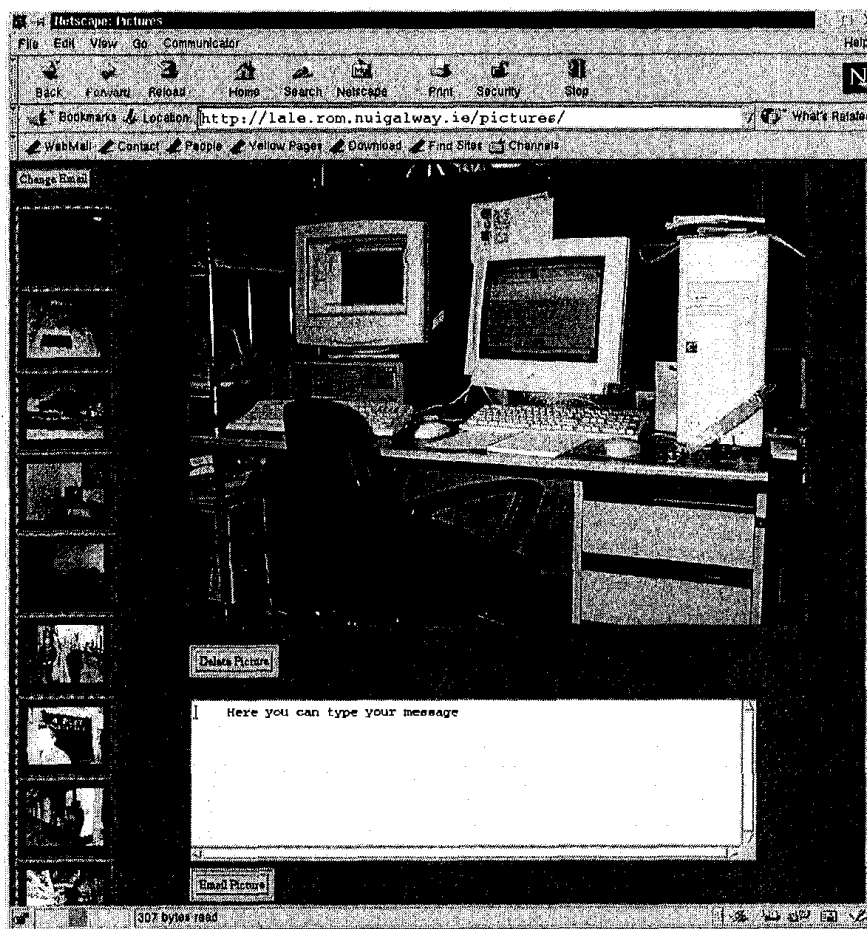 Netscape: Pictures
File Edit View Go Communicator Help
Back Forward Reload Home Search Netscape Print Security Stop
Bookmarks Location: http://lale.rom.nuigalway.ie/pictures/ What's Related
WebMail Contact People Yellow Pages Download Find Sites Channels
Change Email
Delete Picture
Here you can type your message
Email Picture
307 bytes read